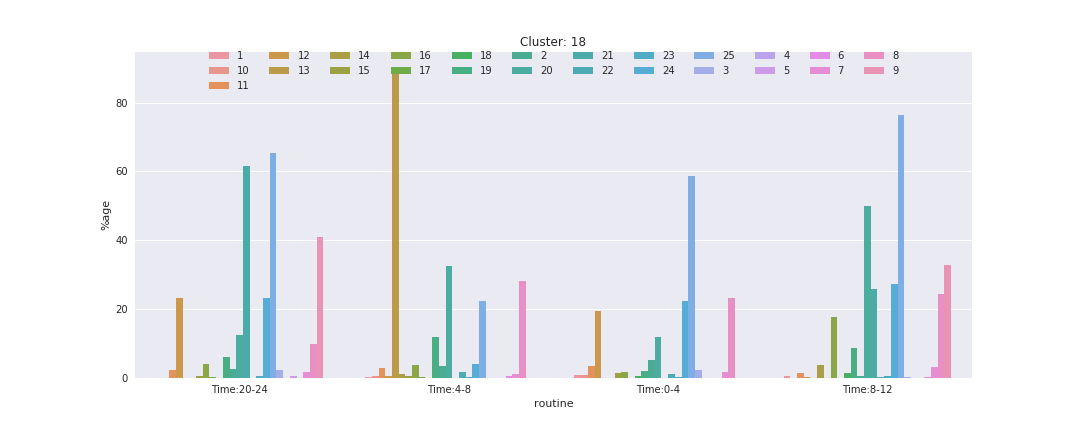 Cluster: 18
1 12 14 16 18 2 21 23 25 4 6 8
10 13 15 17 19 20 22 24 3 5 7 9
11
80
60
40
20
0
%age
Time:20-24 Time:4-8 Time:0-4 Time:8-12
routine